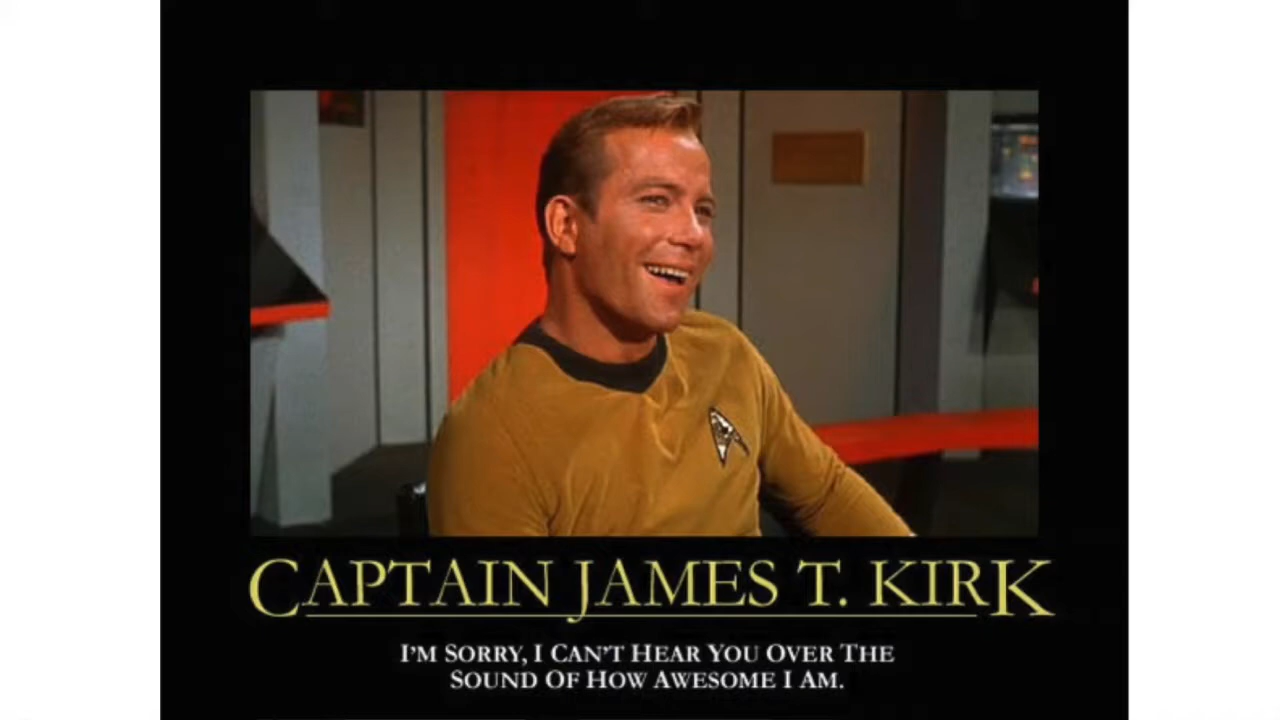 CAPTAIN JAMES T. KIRK
I'M SORRY, I CAN'T HEAR YOU OVER THE
SOUND OF HOW AWESOME I AM.